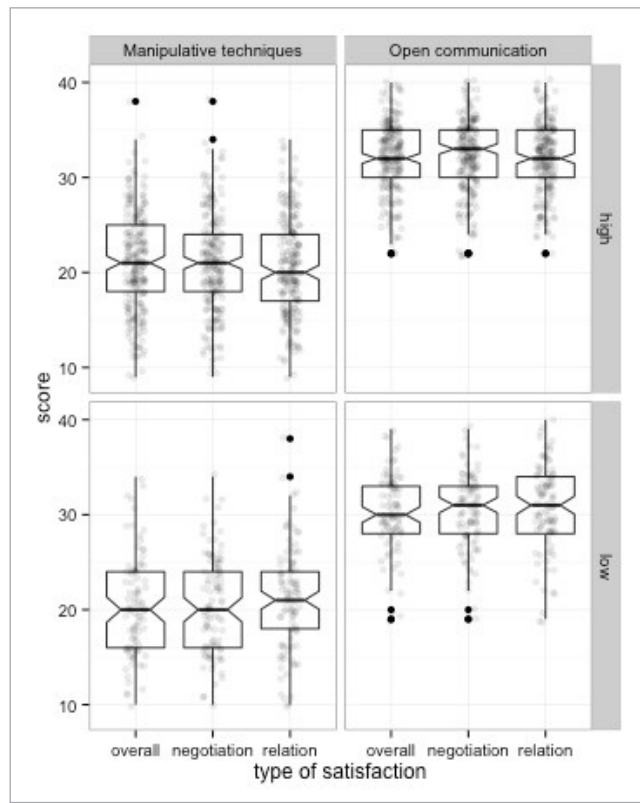 Manipulative techniques
Open communication
40
30
20
10
high
40
30
20
10
low
score
overall
negotiation
relation
overall
negotiation
relation
type of satisfaction